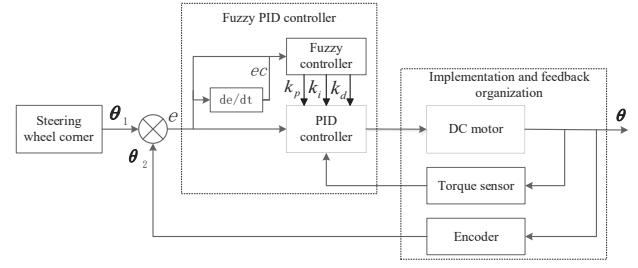 Fuzzy PID controller
Fuzzy
controller
ec
de/dt
k_p k_i k_d
Implementation and feedback
organization
Steering
wheel corner
θ_1
e
θ_2
PID
controller
DC motor
θ
Torque sensor
Encoder